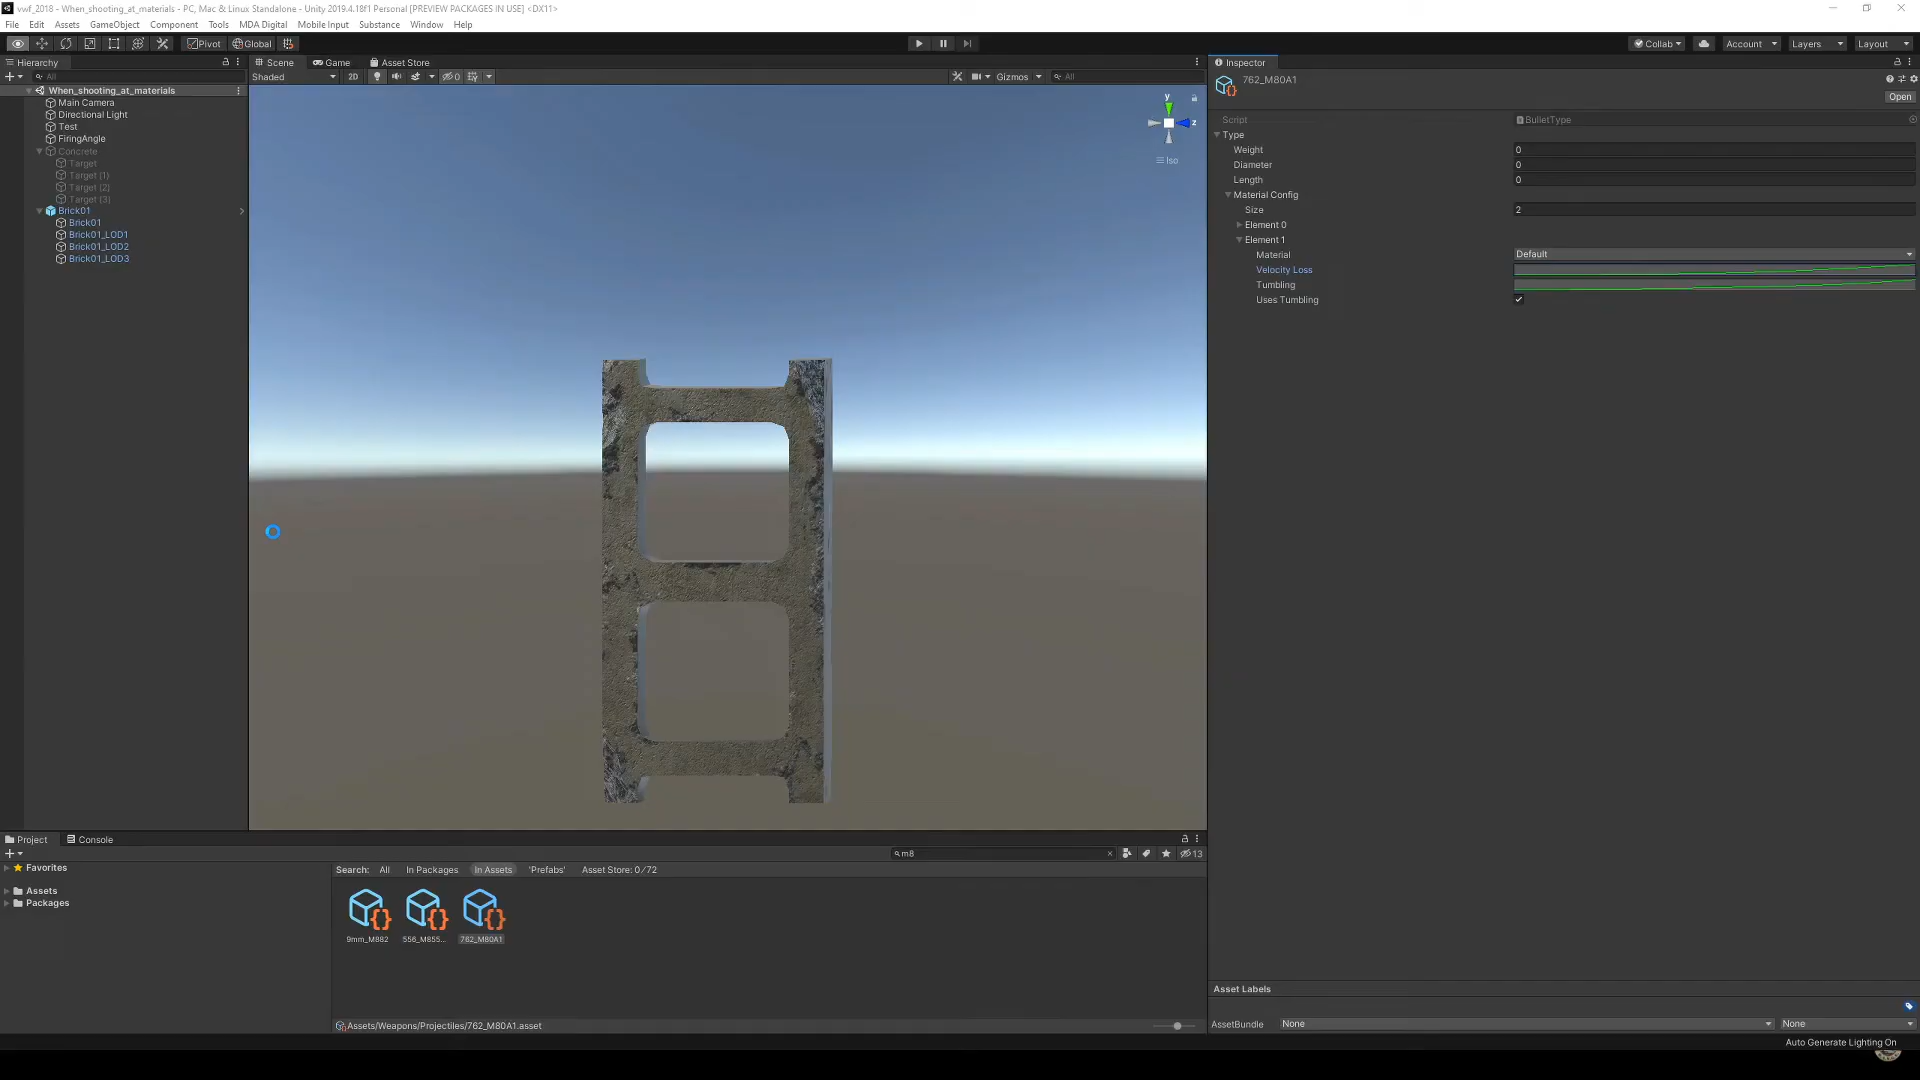 vwf_2018 - When_shooting_at_materials - PC, Mac & Linux Standalone - Unity 2019.4.18f1 Personal [PREVIEW PACKAGES IN USE] <DX11>
File Edit Assets GameObject Component Tools MDA Digital Mobile Input Substance Window Help
Pivot Global Collab Account Layers Layout
Hierarchy
All
When_shooting_at_materials
Main Camera
Directional Light
Test
FiringAngle
Concrete
Target
Target (1)
Target (2)
Target (3)
Brick01
Brick01
Brick01_LOD1
Brick01_LOD2
Brick01_LOD3
Scene Game Asset Store
Shaded 2D 0 Gizmos All
y
z
Iso
Inspector
762_M80A1
Open
Script BulletType
Type
Weight 0
Diameter 0
Length 0
Material Config
Size 2
Element 0
Element 1
Material Default
Velocity Loss
Tumbling
Uses Tumbling
Project Console
m8 13
Favorites
Assets
Packages
Search: All In Packages In Assets 'Prefabs' Asset Store: 0/72
9mm_M882 556_M855... 762_M80A1
Assets/Weapons/Projectiles/762_M80A1.asset
Asset Labels
AssetBundle None None
Auto Generate Lighting On